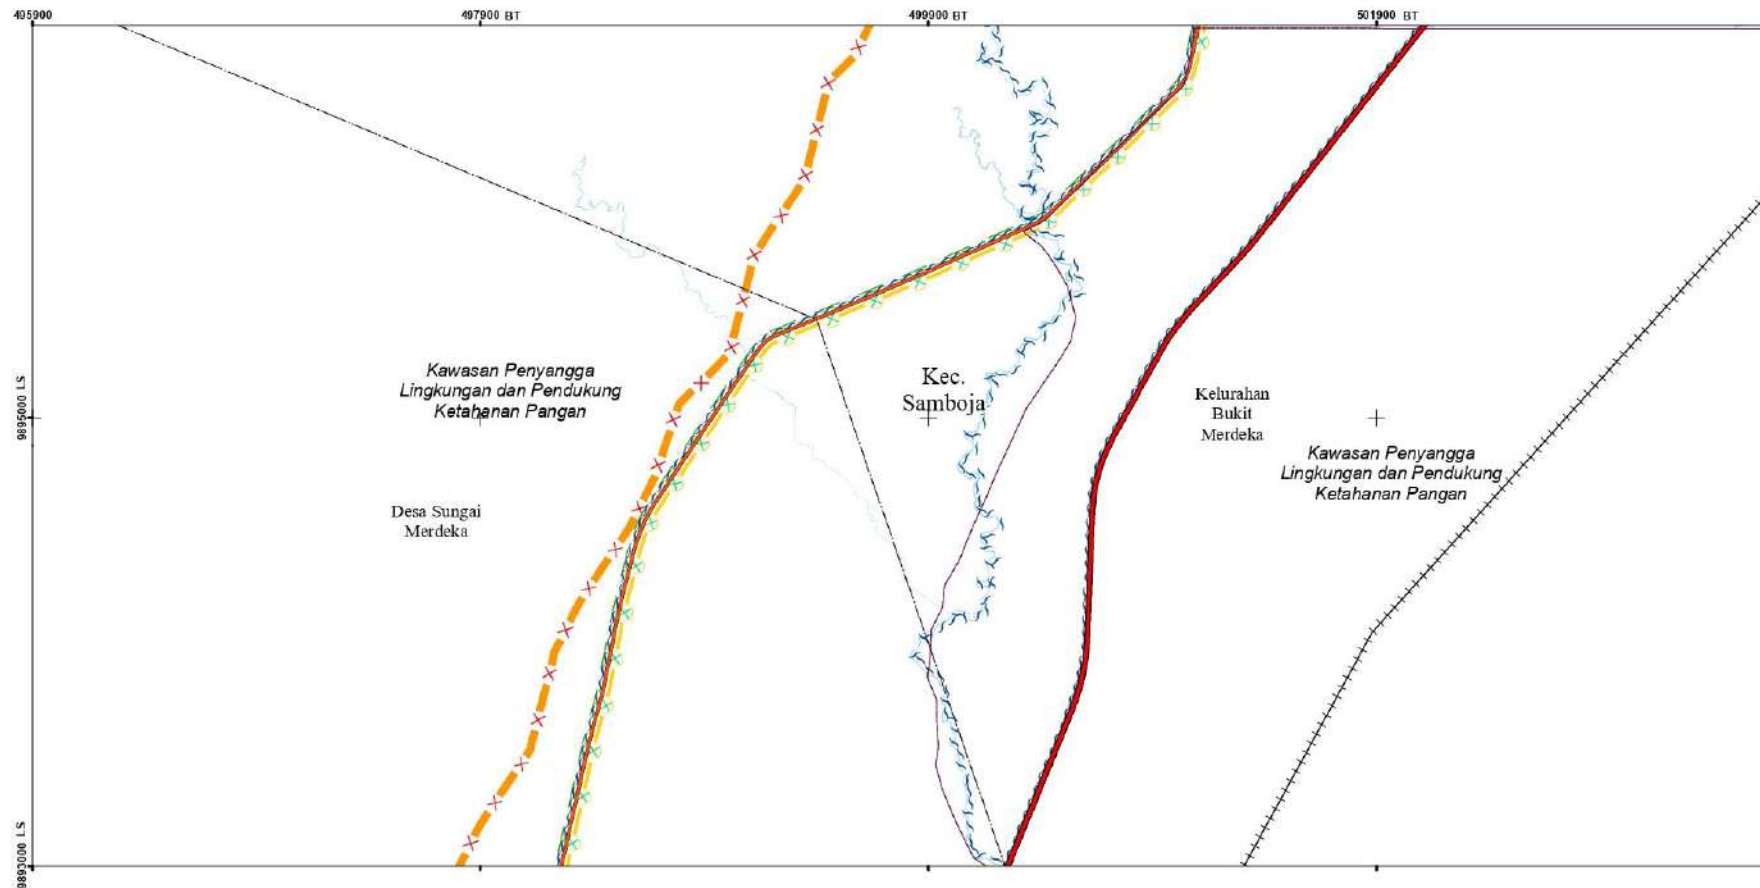 495900
497900 BT
499900 BT
501900 BT
Kawasan Penyangga
Lingkungan dan Pendukung
Ketahanan Pangan
Kec.
Samboja
Kelurahan
Bukit
Merdeka
9895000 LS
Kawasan Penyangga
Lingkungan dan Pendukung
Ketahanan Pangan
Desa Sungai
Merdeka
9893000 LS